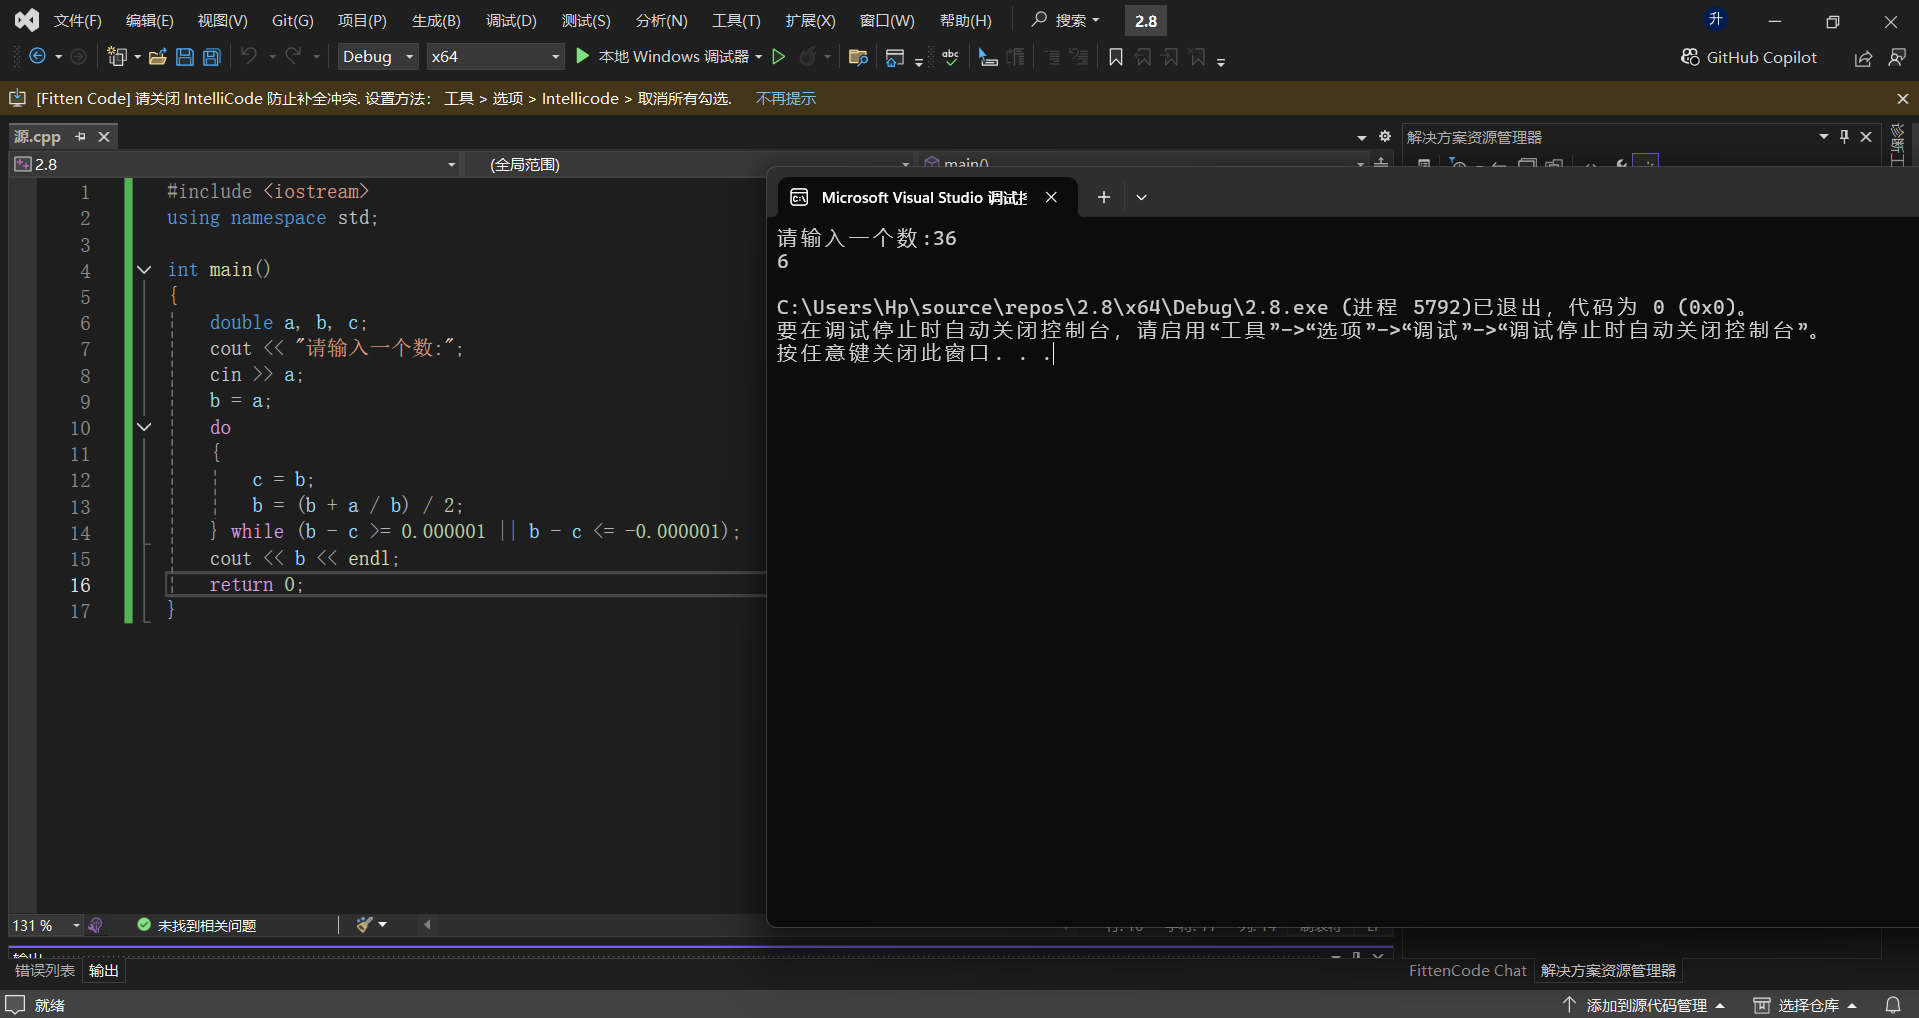 文件(F) 编辑(E) 视图(V) Git(G) 项目(P) 生成(B) 调试(D) 测试(S) 分析(N) 工具(T) 扩展(X) 窗口(W) 帮助(H) 搜索 2.8 升
Debug x64 本地 Windows 调试器 abc GitHub Copilot
[Fitten Code] 请关闭 IntelliCode 防止补全冲突. 设置方法: 工具 > 选项 > Intellicode > 取消所有勾选. 不再提示
源.cpp
2.8 (全局范围) main()
解决方案资源管理器
诊断工
1 #include <iostream>
2 using namespace std;
3
4 int main()
5 {
6 double a, b, c;
7 cout << "请输入一个数:";
8 cin >> a;
9 b = a;
10 do
11 {
12 c = b;
13 b = (b + a / b) / 2;
14 } while (b - c >= 0.000001 || b - c <= -0.000001);
15 cout << b << endl;
16 return 0;
17 }
Microsoft Visual Studio 调试
请输入一个数:36
6
C:\Users\Hp\source\repos\2.8\x64\Debug\2.8.exe (进程 5792)已退出，代码为 0 (0x0)。
要在调试停止时自动关闭控制台，请启用“工具”->“选项”->“调试”->“调试停止时自动关闭控制台”。
按任意键关闭此窗口. . .
131 % 未找到相关问题
输出
错误列表 输出
FittenCode Chat 解决方案资源管理器
就绪 添加到源代码管理 选择仓库